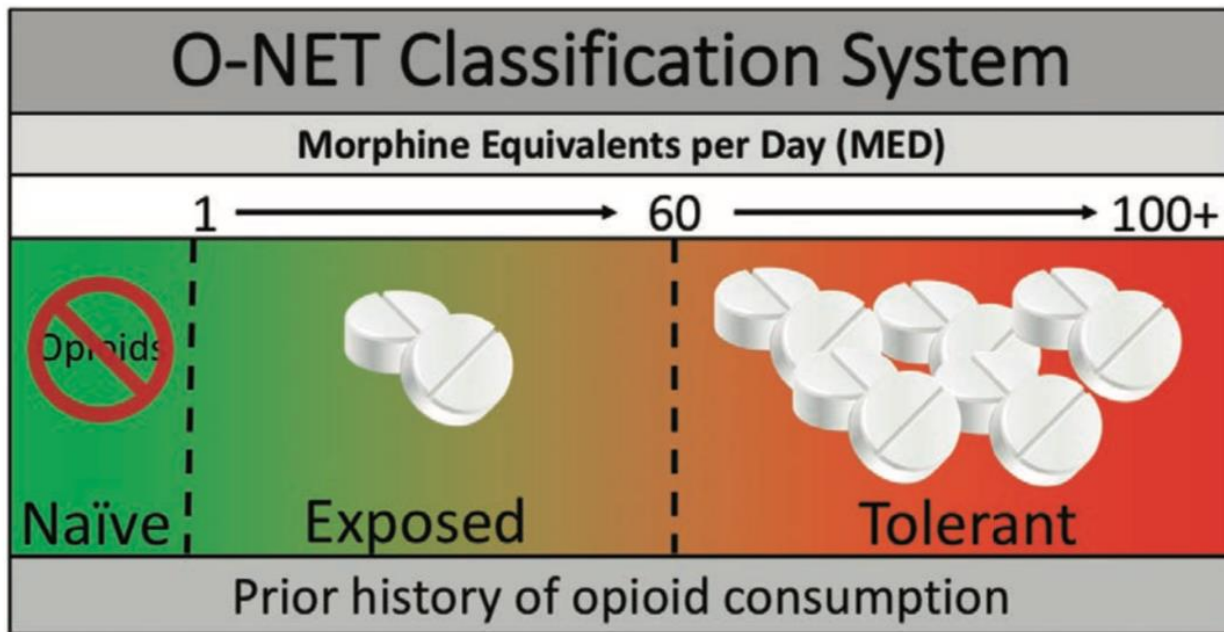 O-NET Classification System
Morphine Equivalents per Day (MED)
1 60 100+
Opioids
Naïve Exposed Tolerant
Prior history of opioid consumption